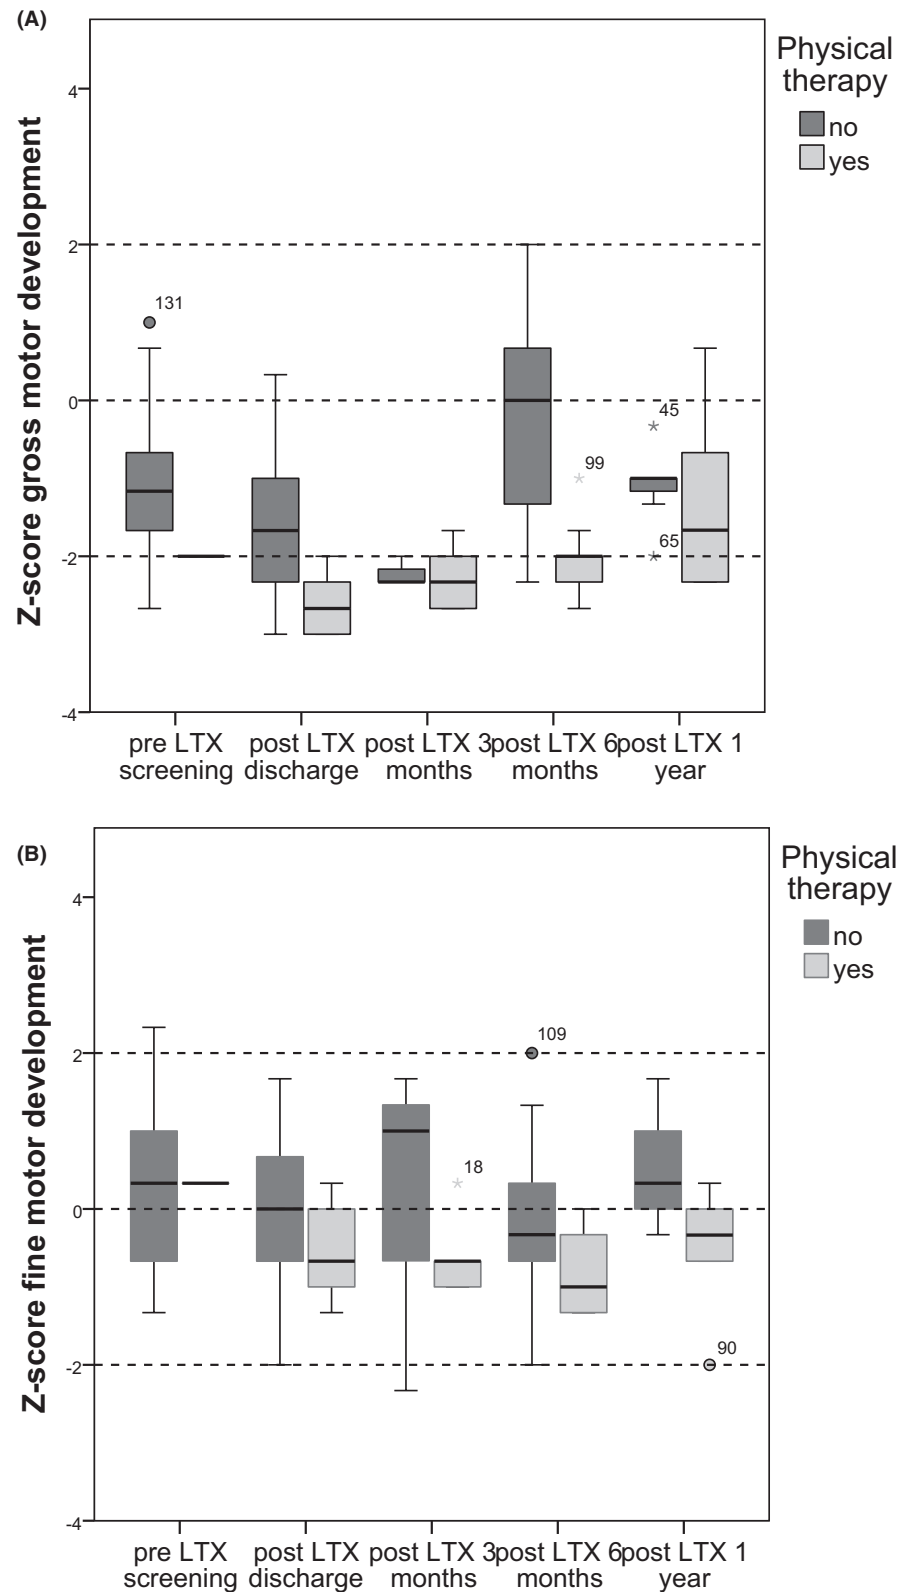 (A)
Physical
therapy
no
yes
Z-score gross motor development
4
2
0
-2
-4
131
99
45
65
pre LTX
screening
post LTX
discharge
post LTX 3
months
post LTX 6
months
post LTX 1
year
(B)
Physical
therapy
no
yes
Z-score fine motor development
4
2
0
-2
-4
18
109
90
pre LTX
screening
post LTX
discharge
post LTX 3
months
post LTX 6
months
post LTX 1
year